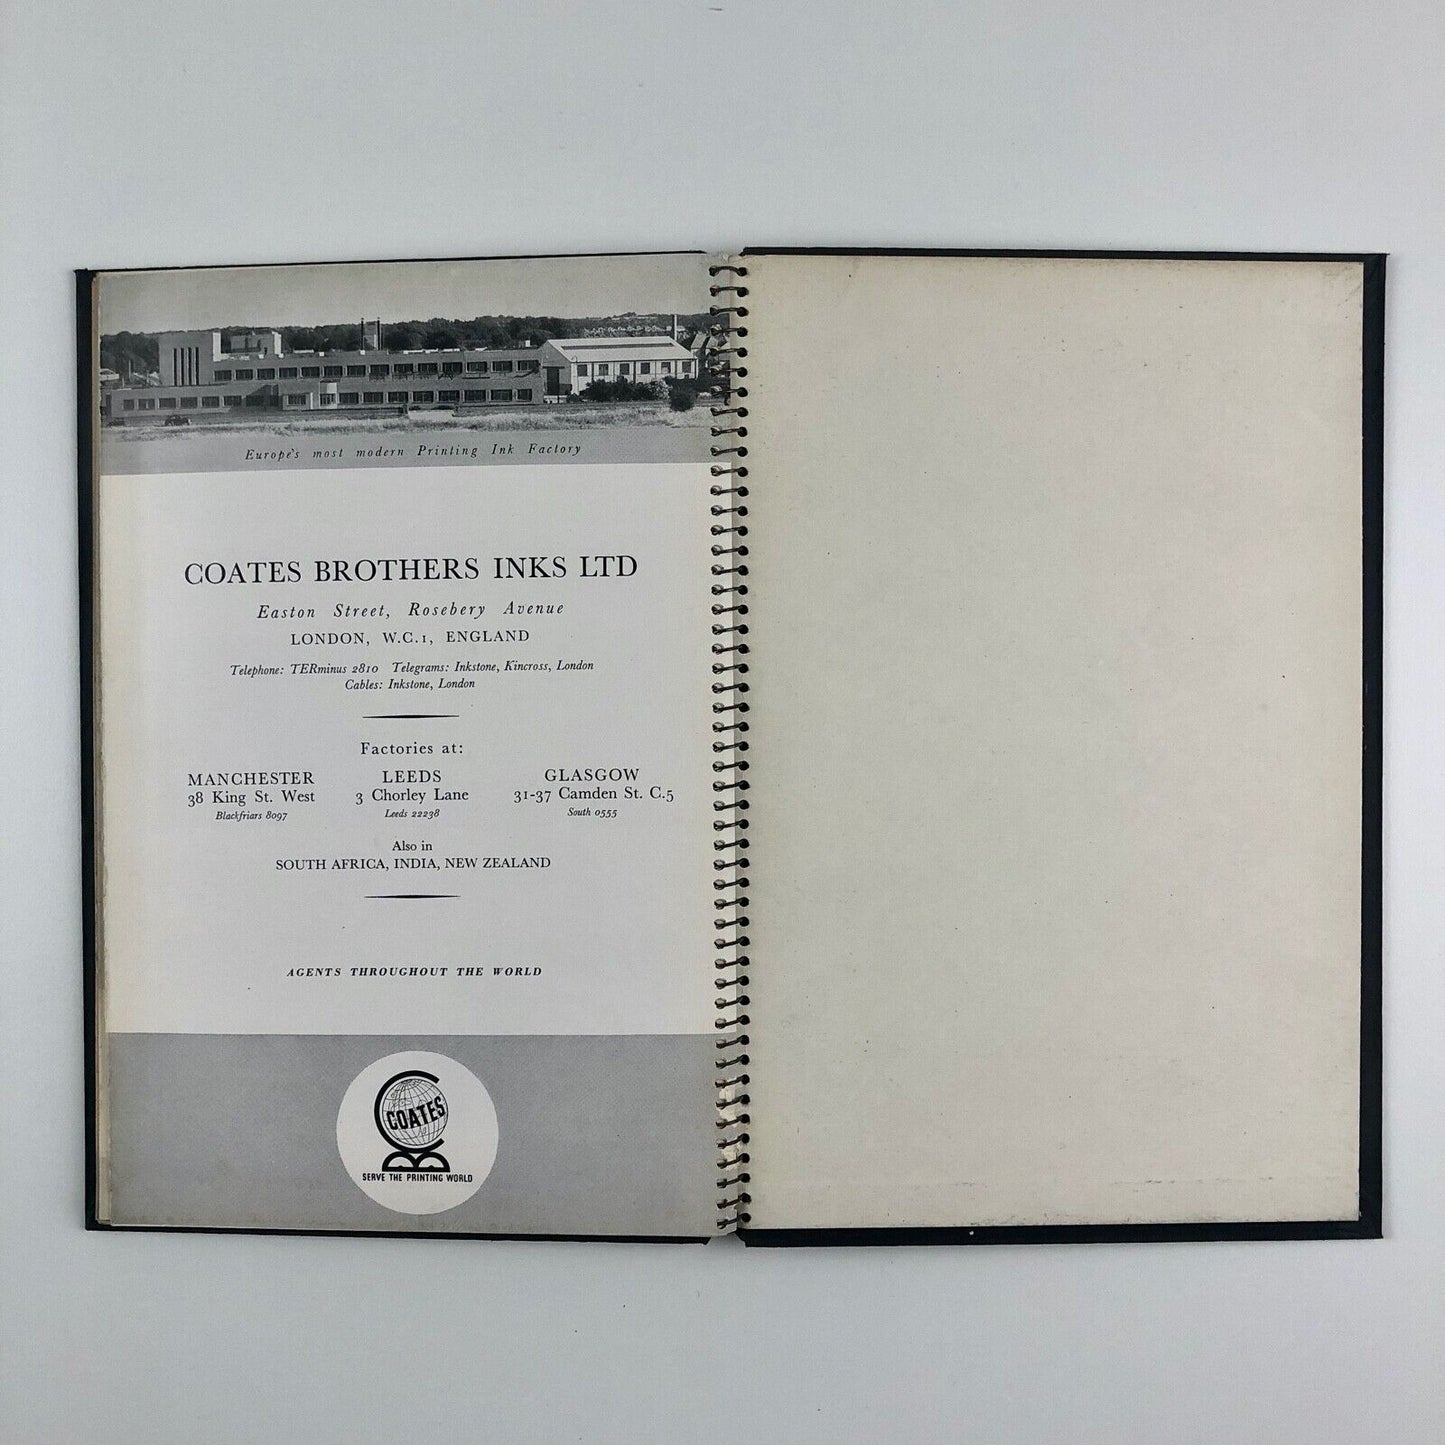 Europe's most modern Printing Ink Factory
COATES BROTHERS INKS LTD
Easton Street, Rosebery Avenue
LONDON, W.C.1, ENGLAND
Telephone: TERminus 2810 Telegrams: Inkstone, Kincross, London
Cables: Inkstone, London
Factories at:
MANCHESTER LEEDS GLASGOW
38 King St. West 3 Chorley Lane 31-37 Camden St. C.5
Blackfriars 8097 Leeds 22238 South 0555
Also in
SOUTH AFRICA, INDIA, NEW ZEALAND
AGENTS THROUGHOUT THE WORLD
COATES
CB
SERVE THE PRINTING WORLD